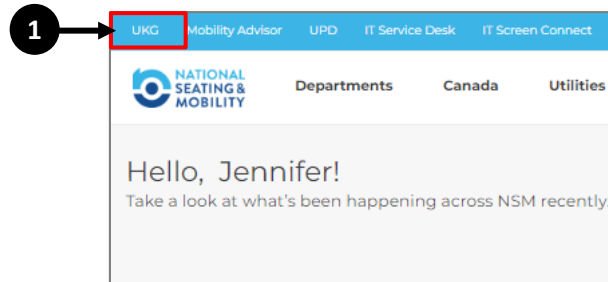 1
UKG Mobility Advisor UPD IT Service Desk IT Screen Connect
NATIONAL
SEATING &
MOBILITY
Departments Canada Utilities
Hello, Jennifer!
Take a look at what's been happening across NSM recently.